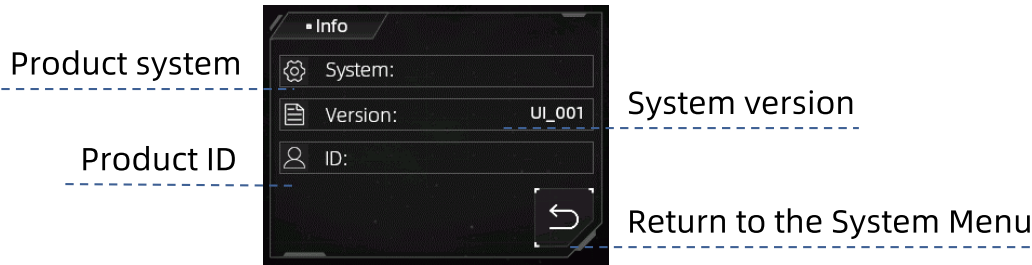 Info
Product system
System:
Version: UI_001
System version
Product ID
ID:
Return to the System Menu